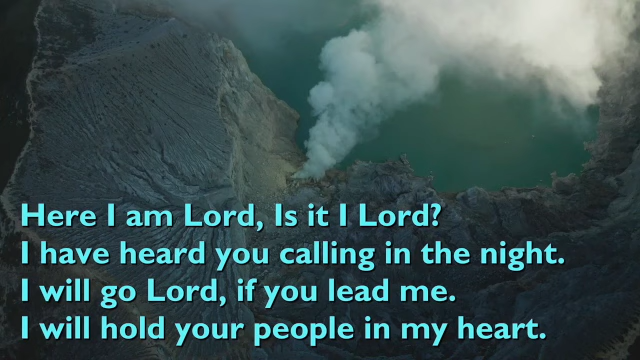 Here I am Lord, Is it I Lord?
I have heard you calling in the night.
I will go Lord, if you lead me.
I will hold your people in my heart.